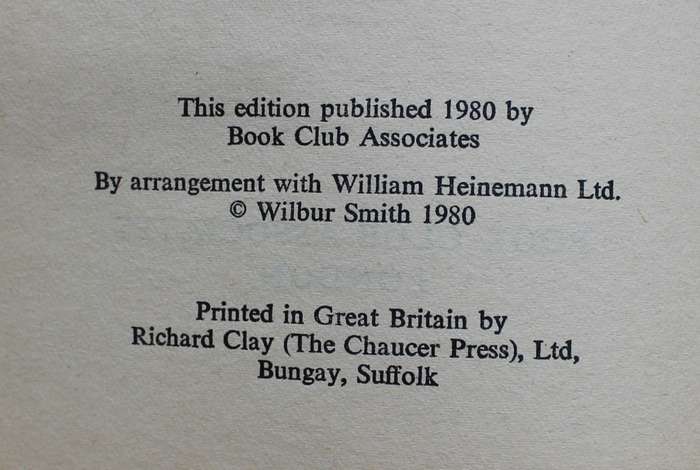 This edition published 1980 by
Book Club Associates
By arrangement with William Heinemann Ltd.
© Wilbur Smith 1980
Printed in Great Britain by
Richard Clay (The Chaucer Press), Ltd,
Bungay, Suffolk